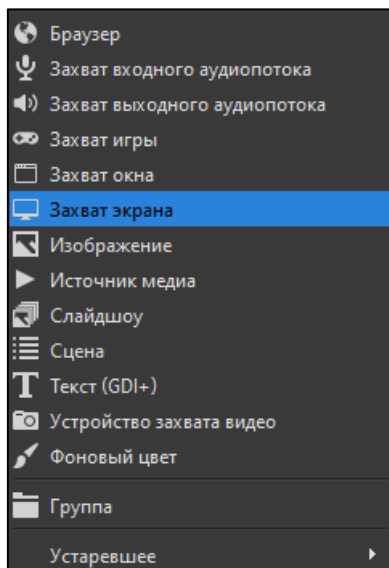 Браузер
Захват входного аудиопотока
Захват выходного аудиопотока
Захват игры
Захват окна
Захват экрана
Изображение
Источник медиа
Слайдшоу
Сцена
Текст (GDI+)
Устройство захвата видео
Фоновый цвет
Группа
Устаревшее